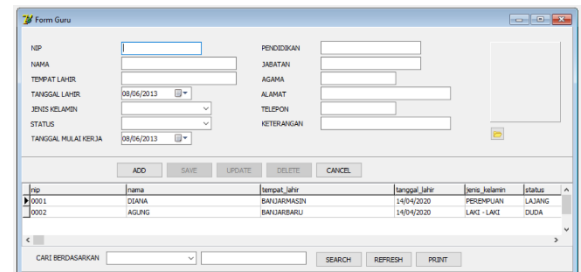 Form Guru
NIP
NAMA
TEMPAT LAHIR
TANGGAL LAHIR 08/06/2013
JENIS KELAMIN
STATUS
TANGGAL MULAI KERJA 08/06/2013
PENDIDIKAN
JABATAN
AGAMA
ALAMAT
TELEPON
KETERANGAN
ADD SAVE UPDATE DELETE CANCEL
nip nama tempat_lahir tanggal_lahir jenis_kelamin status
0001 DIANA BANJARMASIN 14/04/2020 PEREMPUAN LAJANG
0002 AGUNG BANJARBARU 14/04/2020 LAKI - LAKI DUDA
CARI BERDASARKAN SEARCH REFRESH PRINT